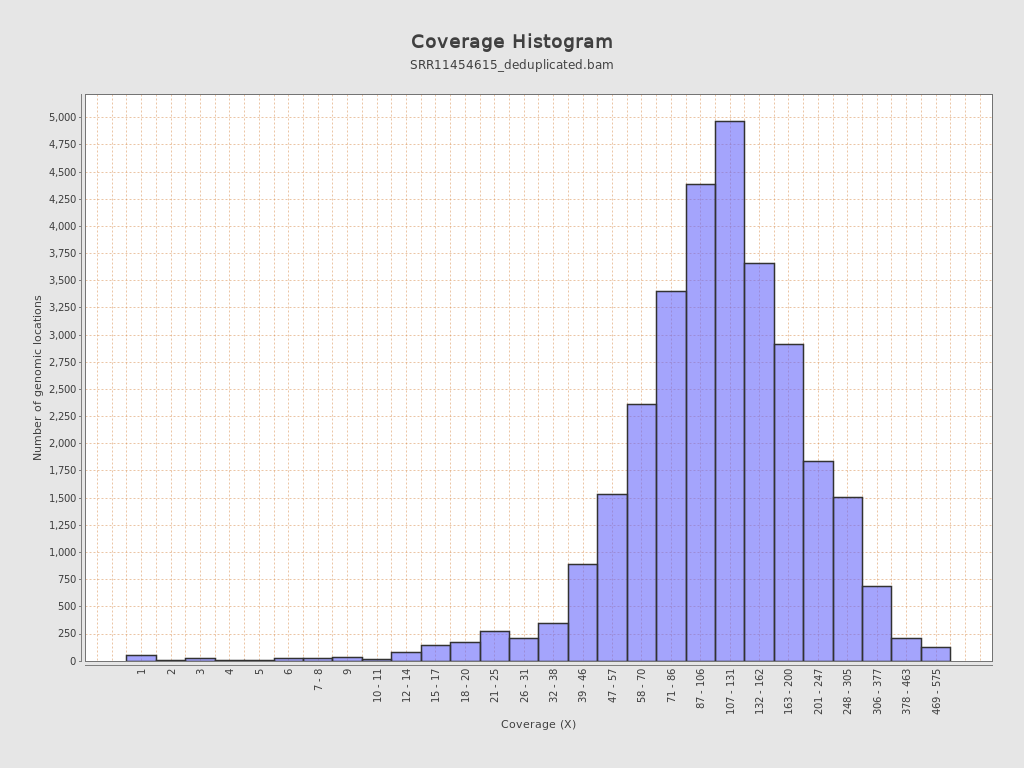 Coverage Histogram
SRR11454615_deduplicated.bam
Number of genomic locations
5,000
4,750
4,500
4,250
4,000
3,750
3,500
3,250
3,000
2,750
2,500
2,250
2,000
1,750
1,500
1,250
1,000
750
500
250
0
1
2
3
4
5
6
7 - 8
9
10 - 11
12 - 14
15 - 17
18 - 20
21 - 25
26 - 31
32 - 38
39 - 46
47 - 57
58 - 70
71 - 86
87 - 106
107 - 131
132 - 162
163 - 200
201 - 247
248 - 305
306 - 377
378 - 463
469 - 575
Coverage (X)